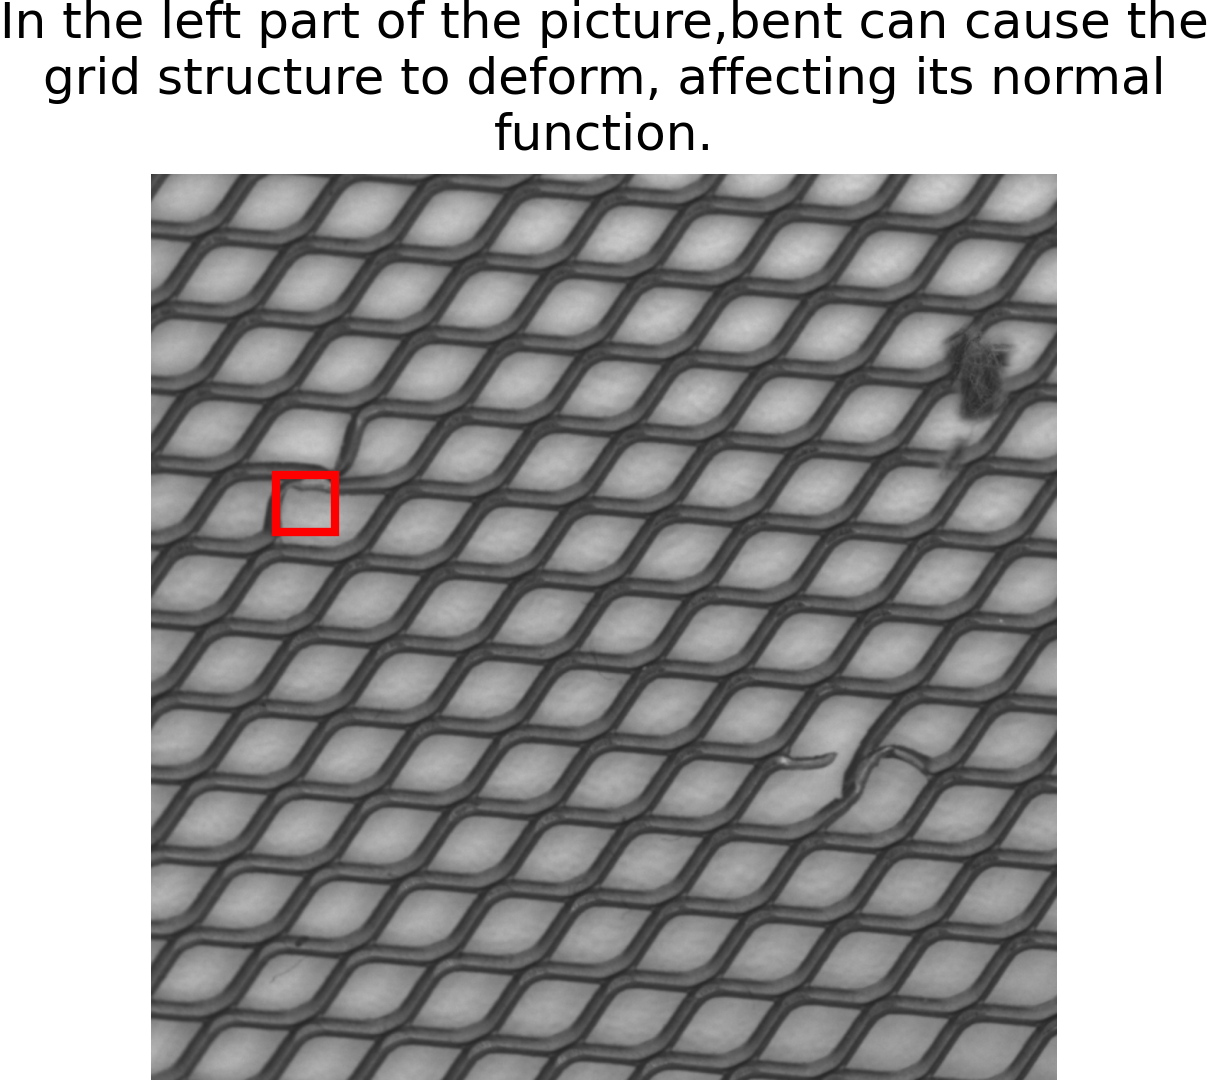 In the left part of the picture,bent can cause the
grid structure to deform, affecting its normal
function.